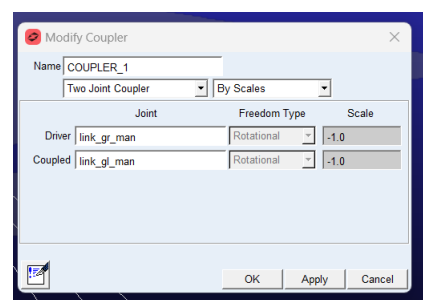 Modify Coupler
Name COUPLER_1
Two Joint Coupler By Scales
Joint Freedom Type Scale
Driver link_gr_man Rotational -1.0
Coupled link_gl_man Rotational -1.0
OK Apply Cancel